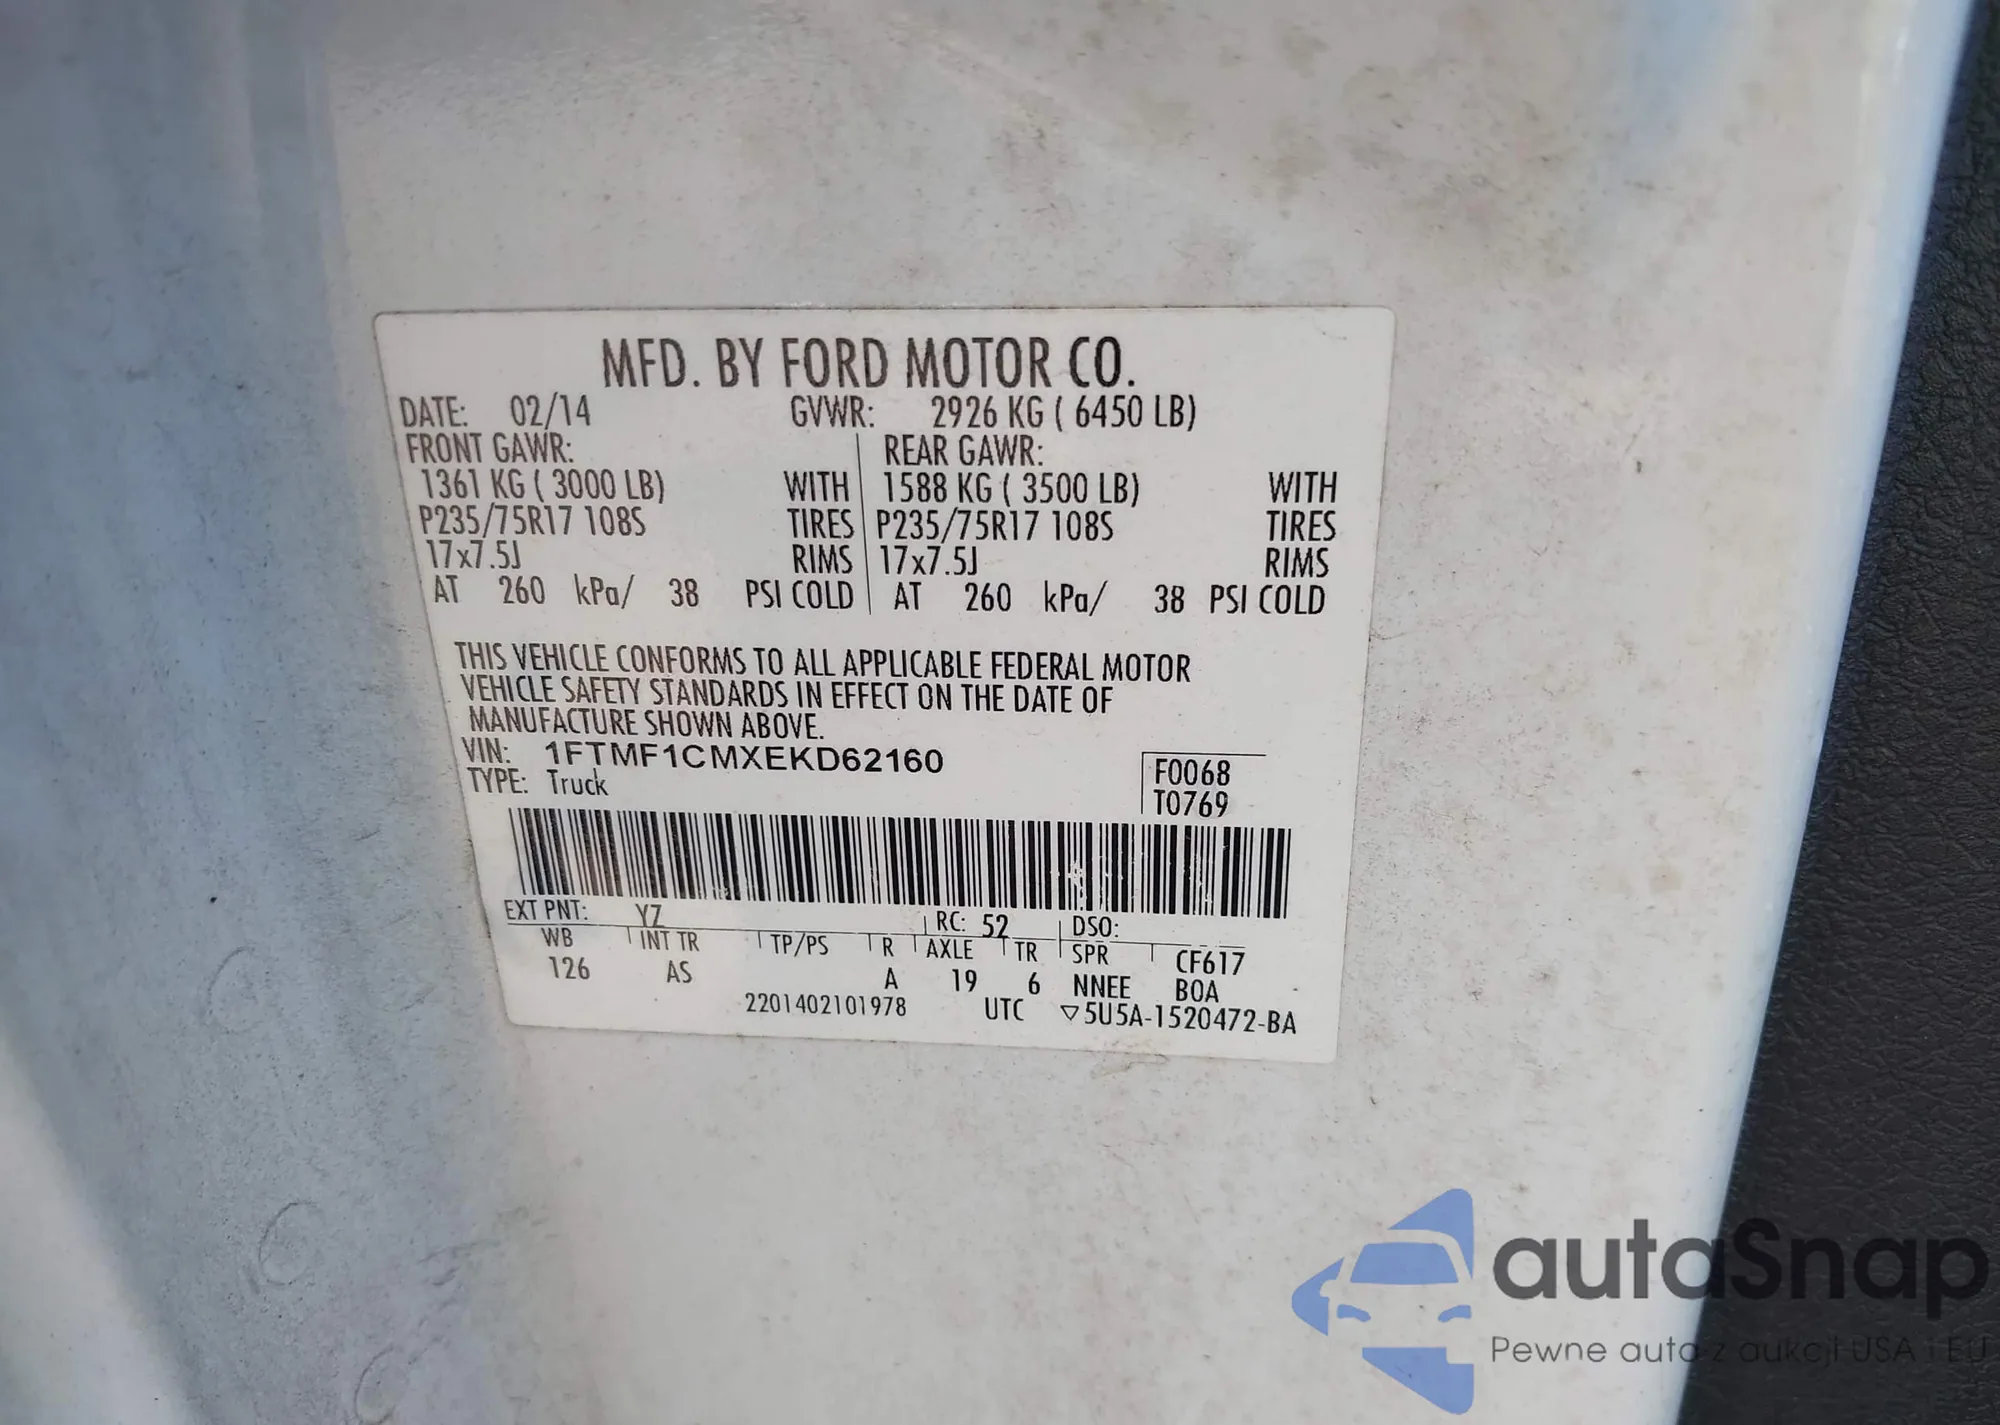 MFD. BY FORD MOTOR CO.
DATE: 02/14 GVWR: 2926 KG ( 6450 LB)
FRONT GAWR: REAR GAWR:
1361 KG ( 3000 LB) WITH 1588 KG ( 3500 LB) WITH
P235/75R17 108S TIRES P235/75R17 108S TIRES
17x7.5J RIMS 17x7.5J RIMS
AT 260 kPa/ 38 PSI COLD AT 260 kPa/ 38 PSI COLD
THIS VEHICLE CONFORMS TO ALL APPLICABLE FEDERAL MOTOR
VEHICLE SAFETY STANDARDS IN EFFECT ON THE DATE OF
MANUFACTURE SHOWN ABOVE.
VIN: 1FTMF1CMXEKD62160 F0068
TYPE: Truck T0769
EXT PNT: YZ RC: 52 DSO:
WB INT TR TP/PS R AXLE TR SPR CF617
126 AS A 19 6 NNEE BOA
2201402101978 UTC ▽5U5A-1520472-BA
autaSnap
Pewne auta z aukcji USA i EU